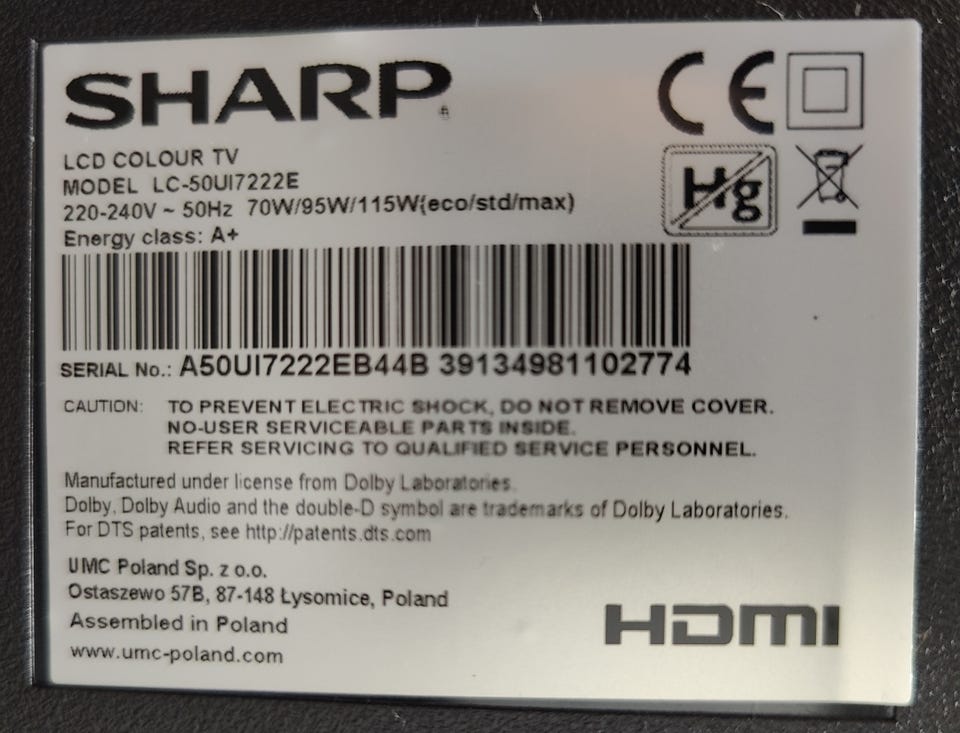 SHARP
CE
LCD COLOUR TV
MODEL LC-50UI7222E
220-240V ~ 50Hz 70W/95W/115W(eco/std/max)
Energy class: A+
Hg
SERIAL No.: A50UI7222EB44B 39134981102774
CAUTION: TO PREVENT ELECTRIC SHOCK, DO NOT REMOVE COVER.
NO-USER SERVICEABLE PARTS INSIDE.
REFER SERVICING TO QUALIFIED SERVICE PERSONNEL.
Manufactured under license from Dolby Laboratories.
Dolby, Dolby Audio and the double-D symbol are trademarks of Dolby Laboratories.
For DTS patents, see http://patents.dts.com
UMC Poland Sp. z o.o.
Ostaszewo 57B, 87-148 Łysomice, Poland
Assembled in Poland
www.umc-poland.com
HDMI